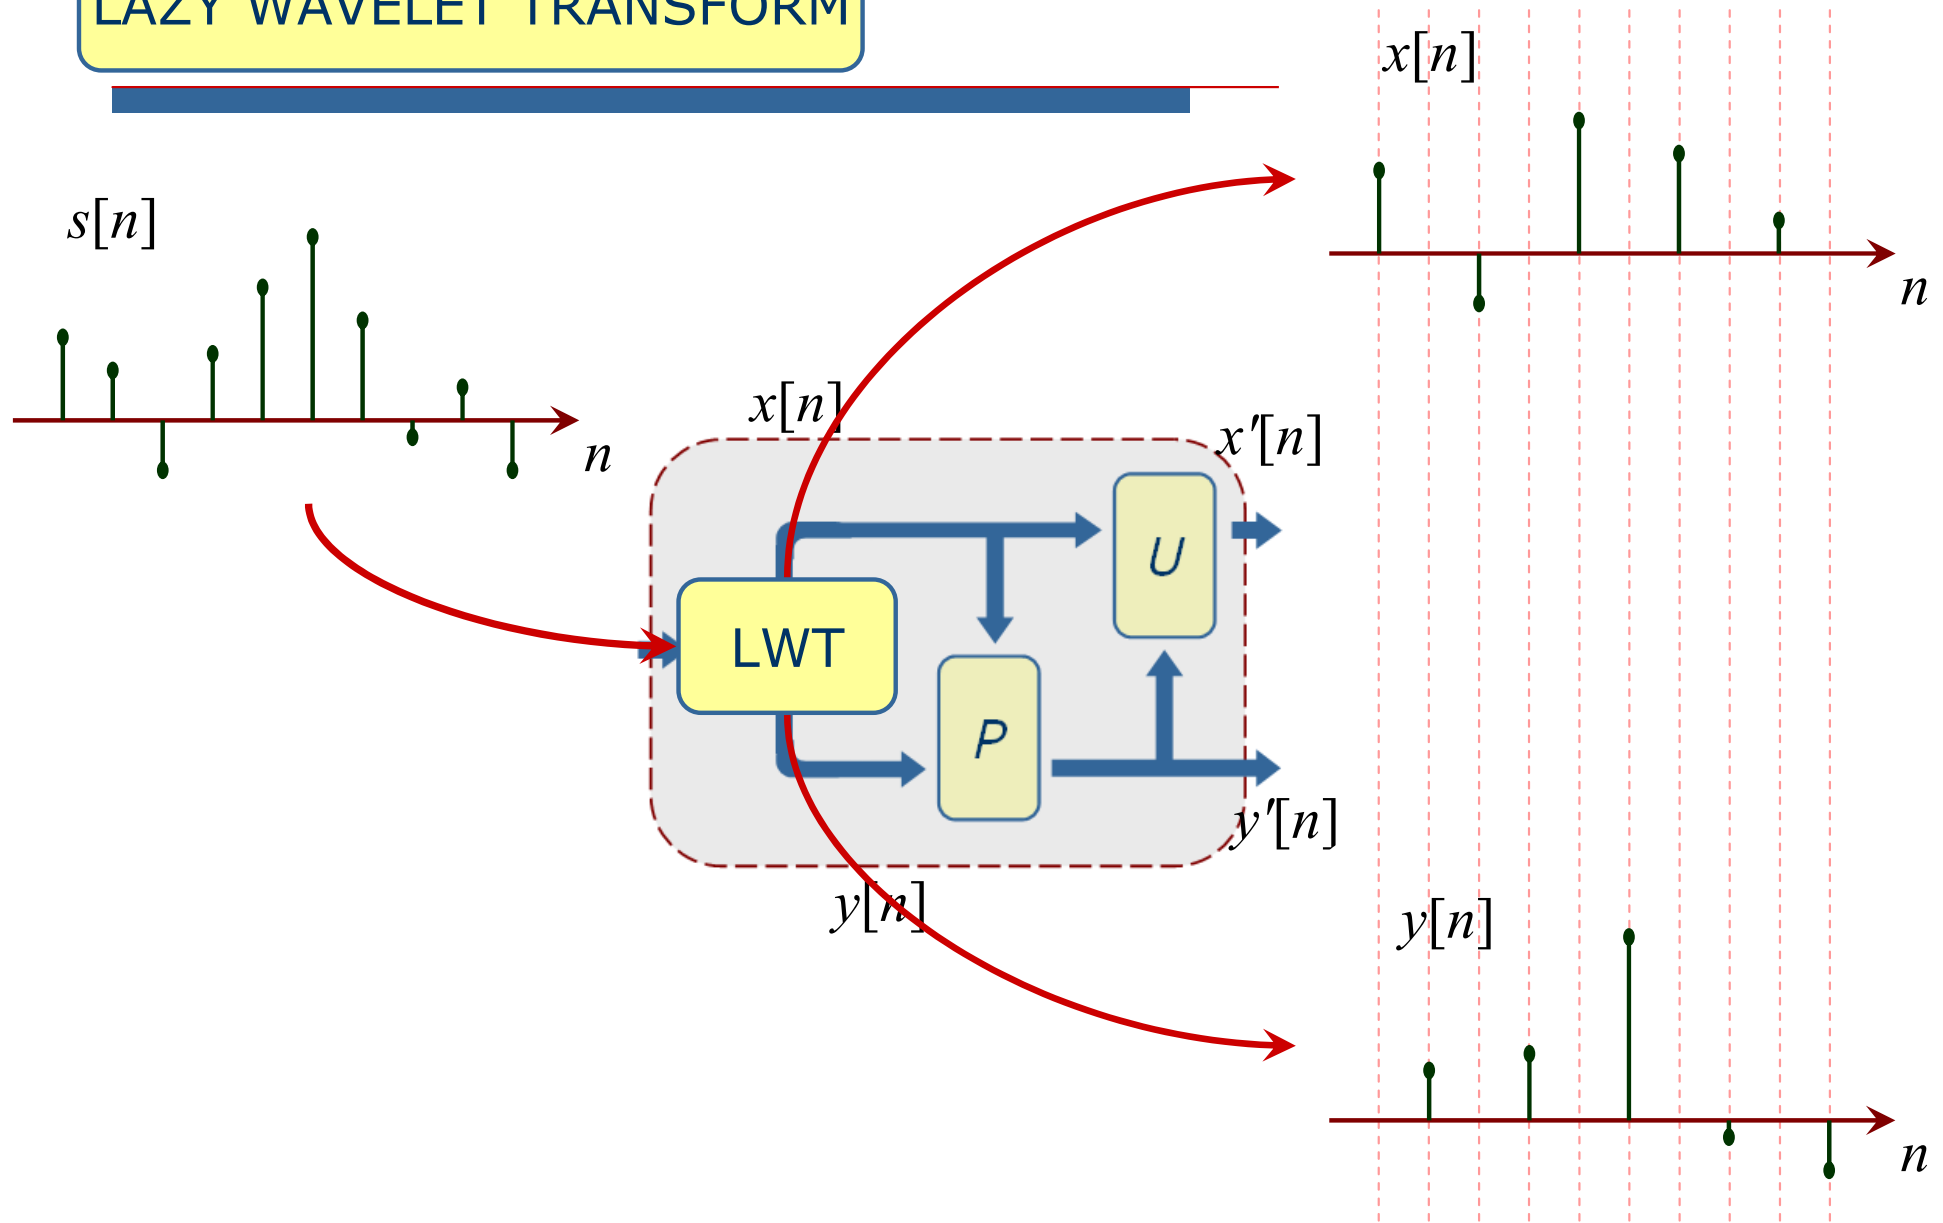 LAZY WAVELET TRANSFORM
x[n]
s[n]
n
n
x[n]
x'[n]
U
LWT
P
y'[n]
y[n]
y[n]
n